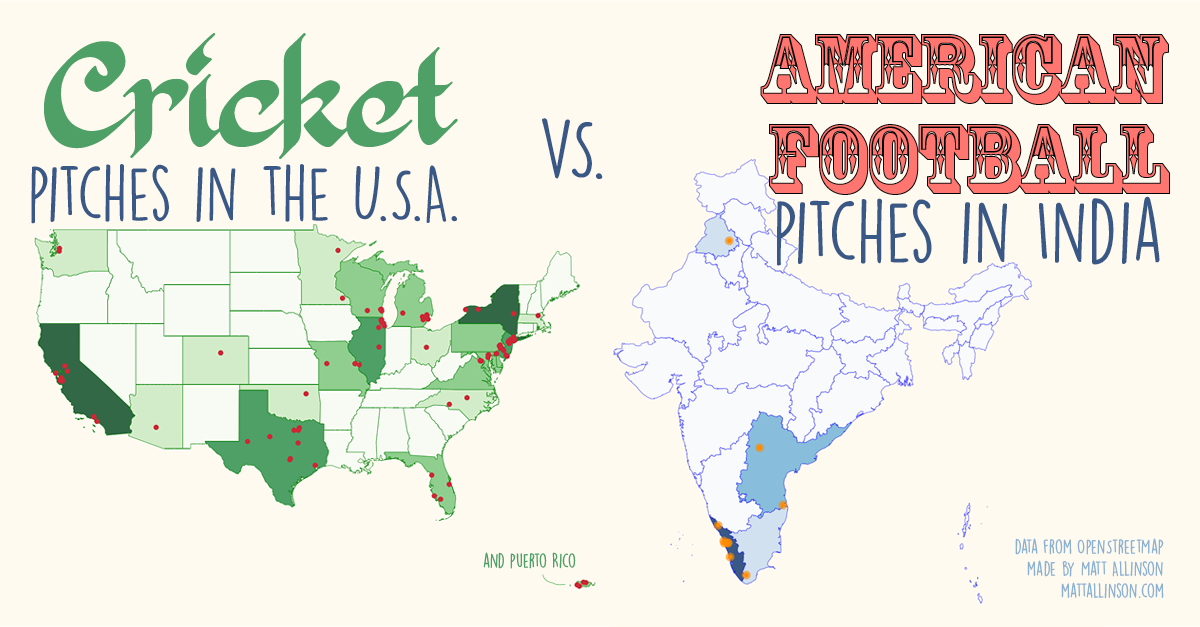 Cricket
PITCHES IN THE U.S.A.
VS.
AMERICAN
FOOTBALL
PITCHES IN INDIA
AND PUERTO RICO
DATA FROM OPENSTREETMAP
MADE BY MATT ALLINSON
MATTALLINSON.COM